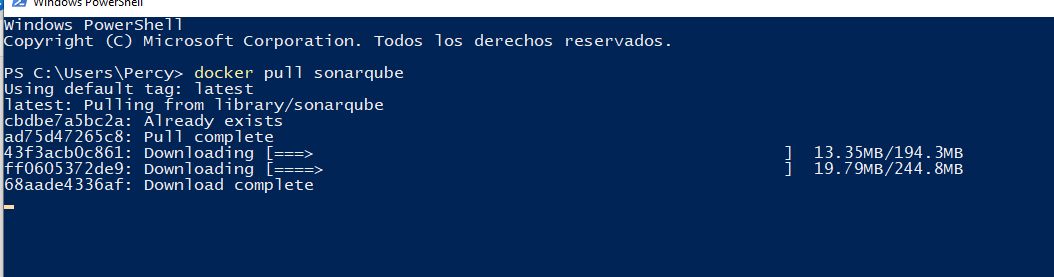 Windows PowerShell
Windows PowerShell
Copyright (C) Microsoft Corporation. Todos los derechos reservados.
PS C:\Users\Percy> docker pull sonarqube
Using default tag: latest
latest: Pulling from library/sonarqube
cbdbe7a5bc2a: Already exists
ad75d47265c8: Pull complete
43f3acb0c861: Downloading [===>                                                           ]  13.35MB/194.3MB
ff0605372de9: Downloading [====>                                                          ]  19.79MB/244.8MB
68aade4336af: Download complete